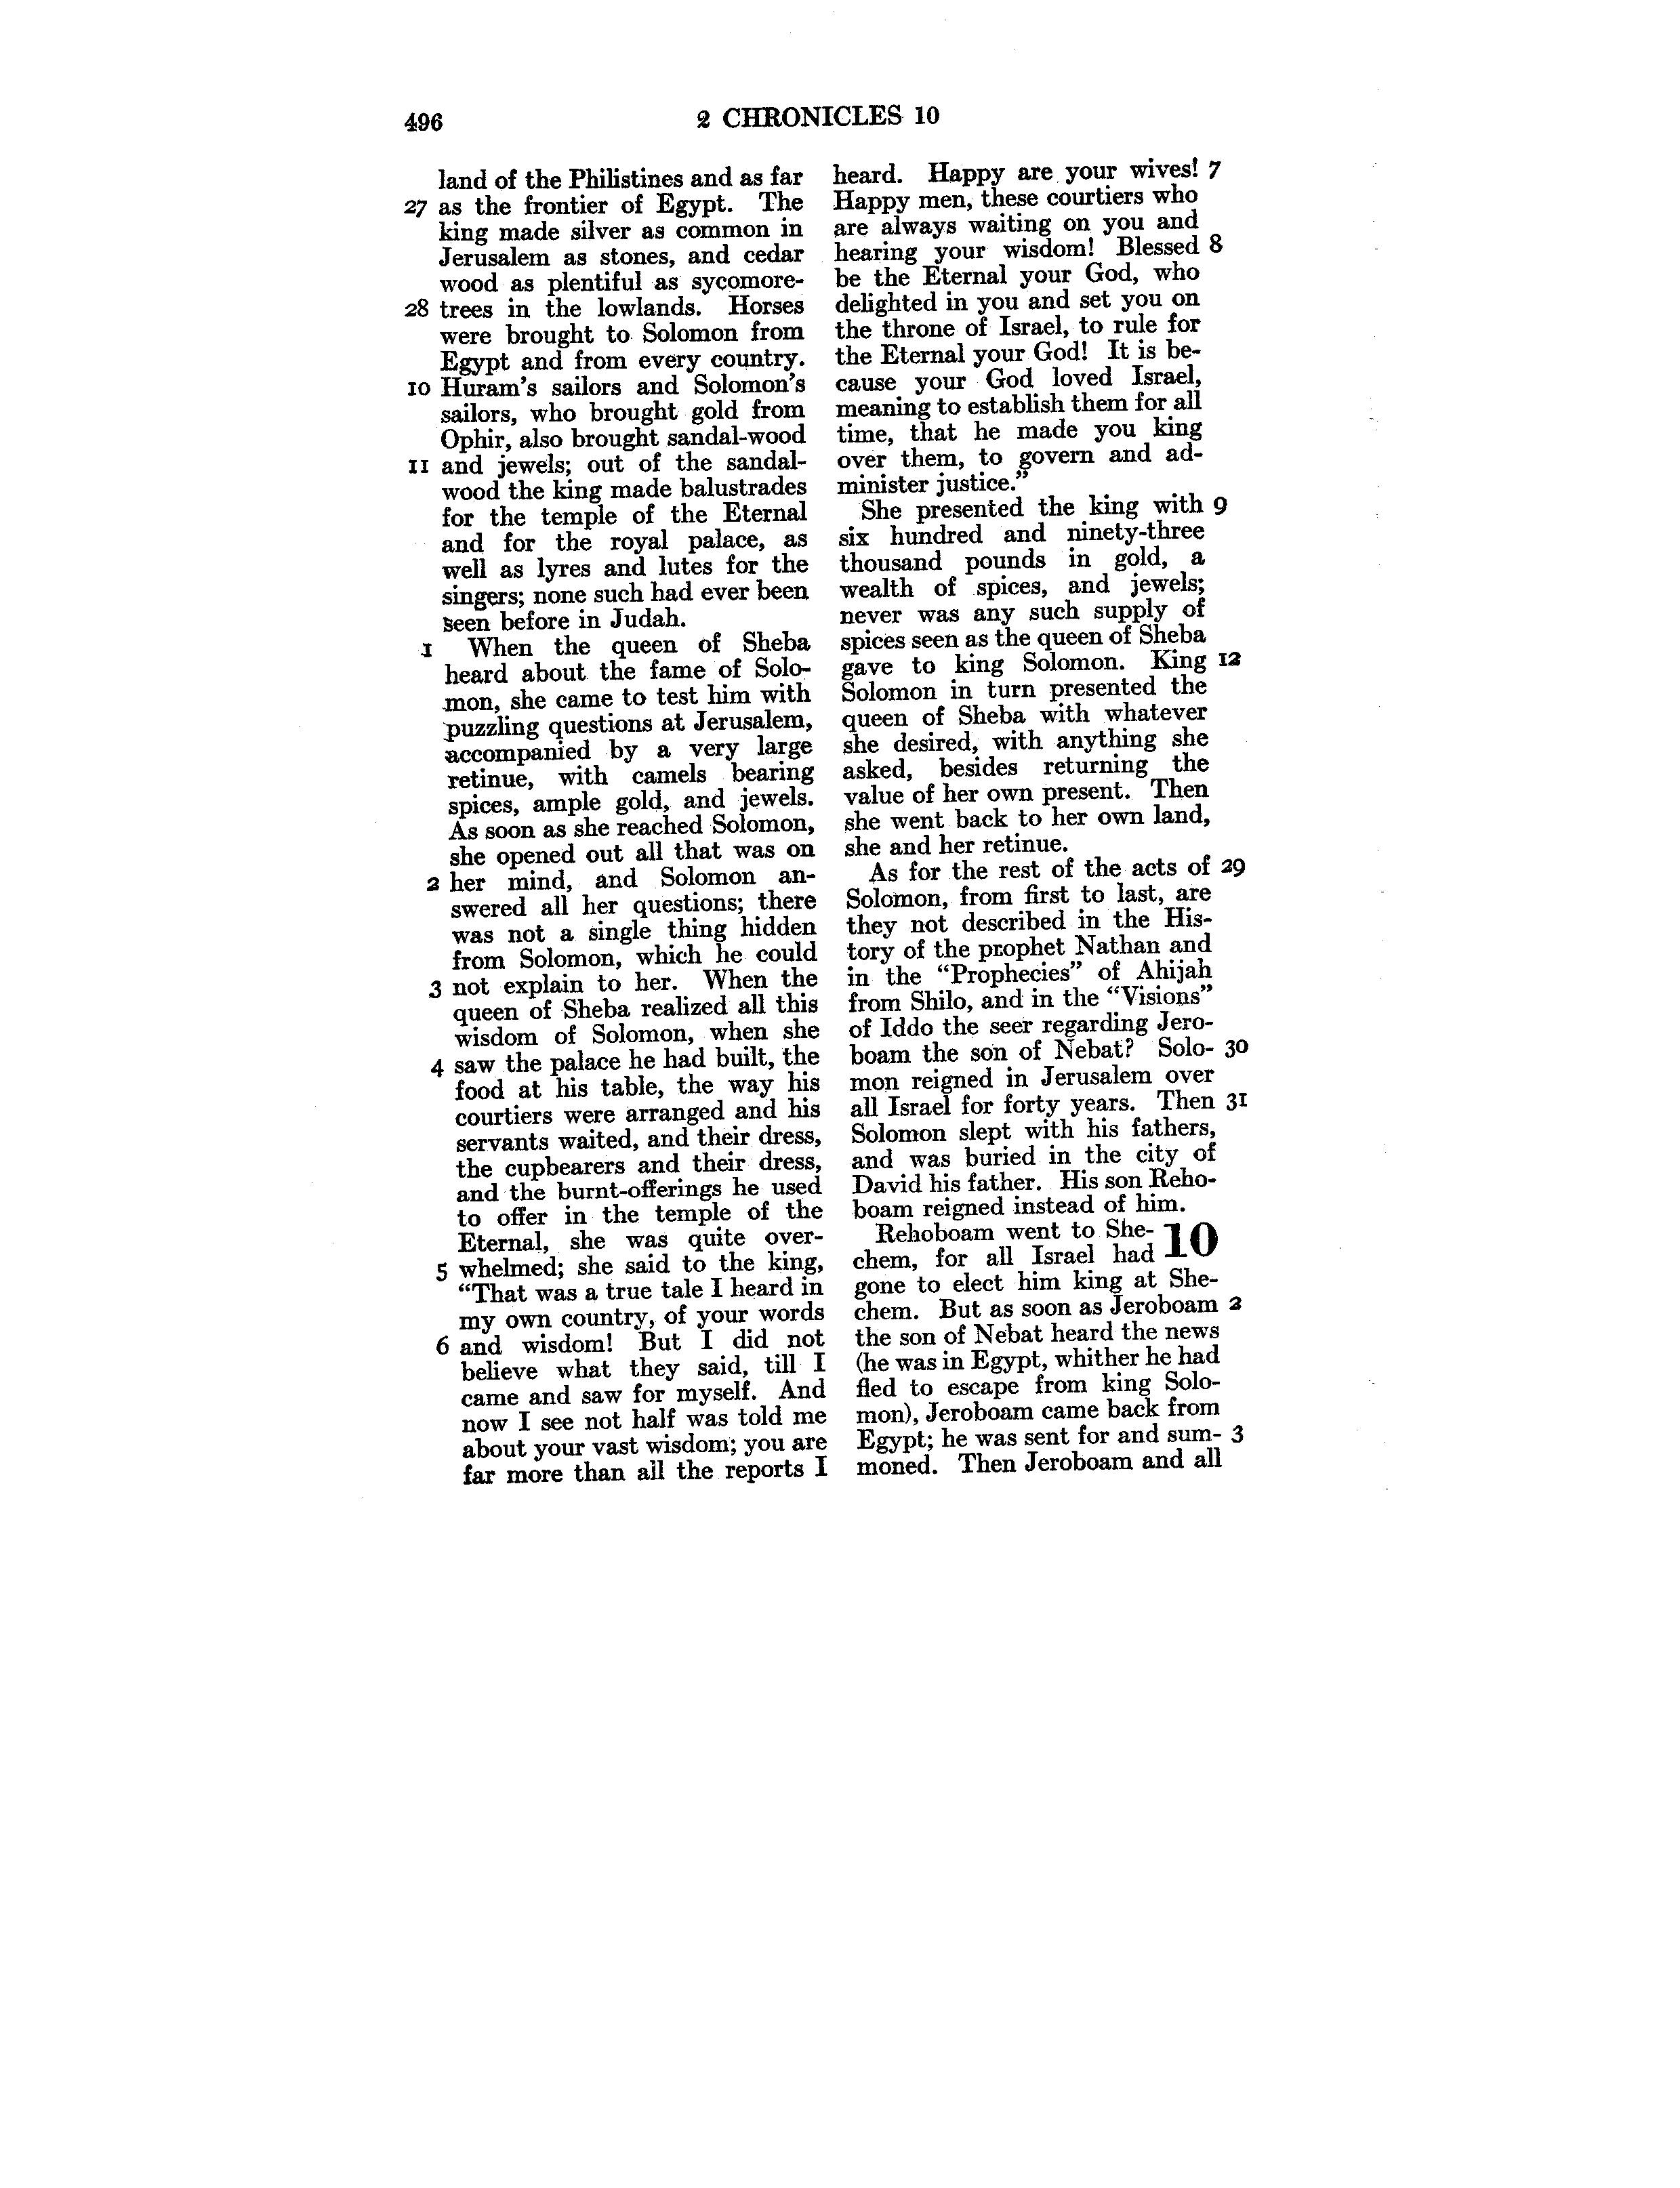 496
2 CHRONICLES 10
land of the Philistines and as far
27 as the frontier of Egypt. The
king made silver as common in
Jerusalem as stones, and cedar
wood as plentiful as sycomore-
28 trees in the lowlands. Horses
were brought to Solomon from
Egypt and from every country.
10 Huram's sailors and Solomon's
sailors, who brought gold from
Ophir, also brought sandal-wood
11 and jewels; out of the sandal-
wood the king made balustrades
for the temple of the Eternal
and for the royal palace, as
well as lyres and lutes for the
singers; none such had ever been
seen before in Judah.
1 When the queen of Sheba
heard about the fame of Solo-
mon, she came to test him with
puzzling questions at Jerusalem,
accompanied by a very large
retinue, with camels bearing
spices, ample gold, and jewels.
As soon as she reached Solomon,
she opened out all that was on
2 her mind, and Solomon an-
swered all her questions; there
was not a single thing hidden
from Solomon, which he could
3 not explain to her. When the
queen of Sheba realized all this
wisdom of Solomon, when she
4 saw the palace he had built, the
food at his table, the way his
courtiers were arranged and his
servants waited, and their dress,
the cupbearers and their dress,
and the burnt-offerings he used
to offer in the temple of the
Eternal, she was quite over-
5 whelmed; she said to the king,
"That was a true tale I heard in
my own country, of your words
6 and wisdom! But I did not
believe what they said, till I
came and saw for myself. And
now I see not half was told me
about your vast wisdom; you are
far more than all the reports I
heard. Happy are your wives! 7
Happy men, these courtiers who
are always waiting on you and
hearing your wisdom! Blessed 8
be the Eternal your God, who
delighted in you and set you on
the throne of Israel, to rule for
the Eternal your God! It is be-
cause your God loved Israel,
meaning to establish them for all
time, that he made you king
over them, to govern and ad-
minister justice."
She presented the king with 9
six hundred and ninety-three
thousand pounds in gold, a
wealth of spices, and jewels;
never was any such supply of
spices seen as the queen of Sheba
gave to king Solomon. King 12
Solomon in turn presented the
queen of Sheba with whatever
she desired, with anything she
asked, besides returning the
value of her own present. Then
she went back to her own land,
she and her retinue.
As for the rest of the acts of 29
Solomon, from first to last, are
they not described in the His-
tory of the prophet Nathan and
in the "Prophecies" of Ahijah
from Shilo, and in the "Visions"
of Iddo the seer regarding Jero-
boam the son of Nebat? Solo- 30
mon reigned in Jerusalem over
all Israel for forty years. Then 31
Solomon slept with his fathers,
and was buried in the city of
David his father. His son Reho-
boam reigned instead of him.
Rehoboam went to She- 10
chem, for all Israel had
gone to elect him king at She-
chem. But as soon as Jeroboam 2
the son of Nebat heard the news
(he was in Egypt, whither he had
fled to escape from king Solo-
mon), Jeroboam came back from
Egypt; he was sent for and sum- 3
moned. Then Jeroboam and all